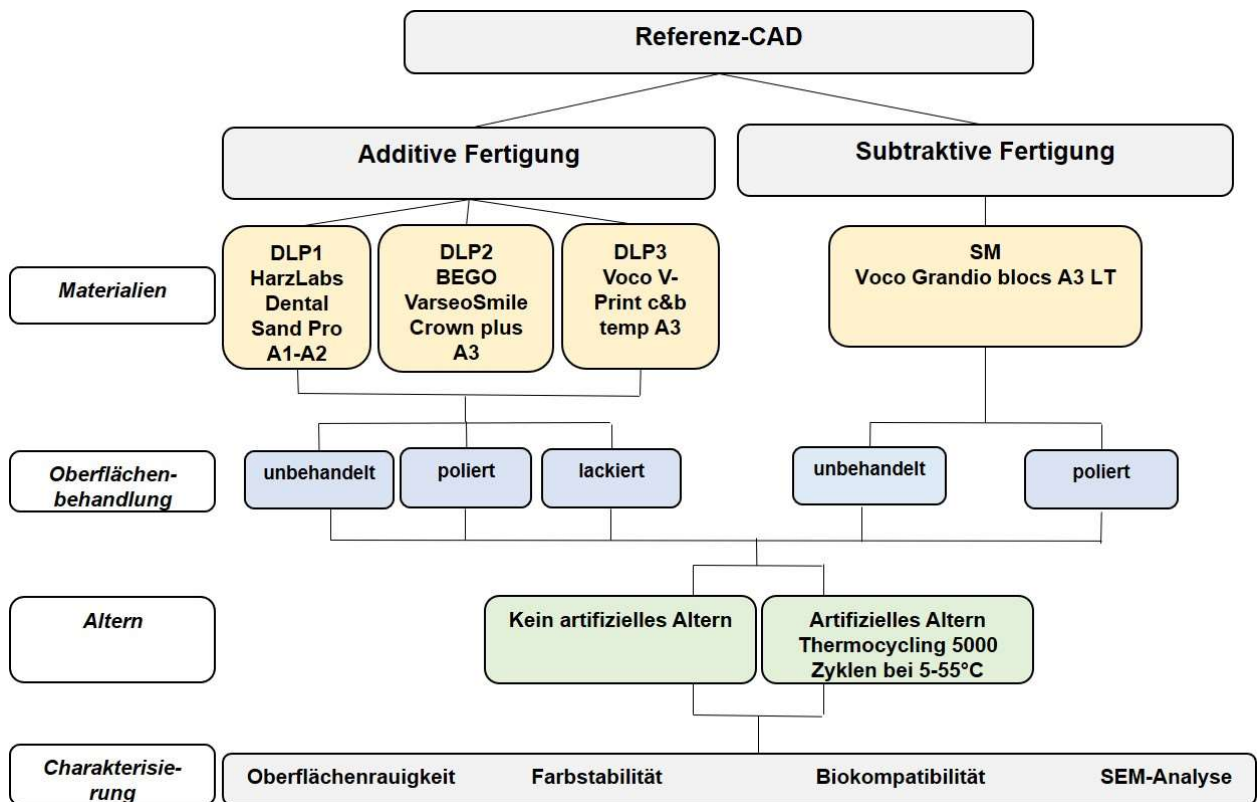 Referenz-CAD
Additive Fertigung
Subtraktive Fertigung
Materialien
DLP1
HarzLabs
Dental
Sand Pro
A1-A2
DLP2
BEGO
VarseoSmile
Crown plus
A3
DLP3
Voco V-
Print c&b
temp A3
SM
Voco Grandio blocs A3 LT
Oberflächen-
behandlung
unbehandelt
poliert
lackiert
unbehandelt
poliert
Altern
Kein artifizielles Altern
Artifizielles Altern
Thermocycling 5000
Zyklen bei 5-55°C
Charakterisie-
rung
Oberflächenrauigkeit
Farbstabilität
Biokompatibilität
SEM-Analyse